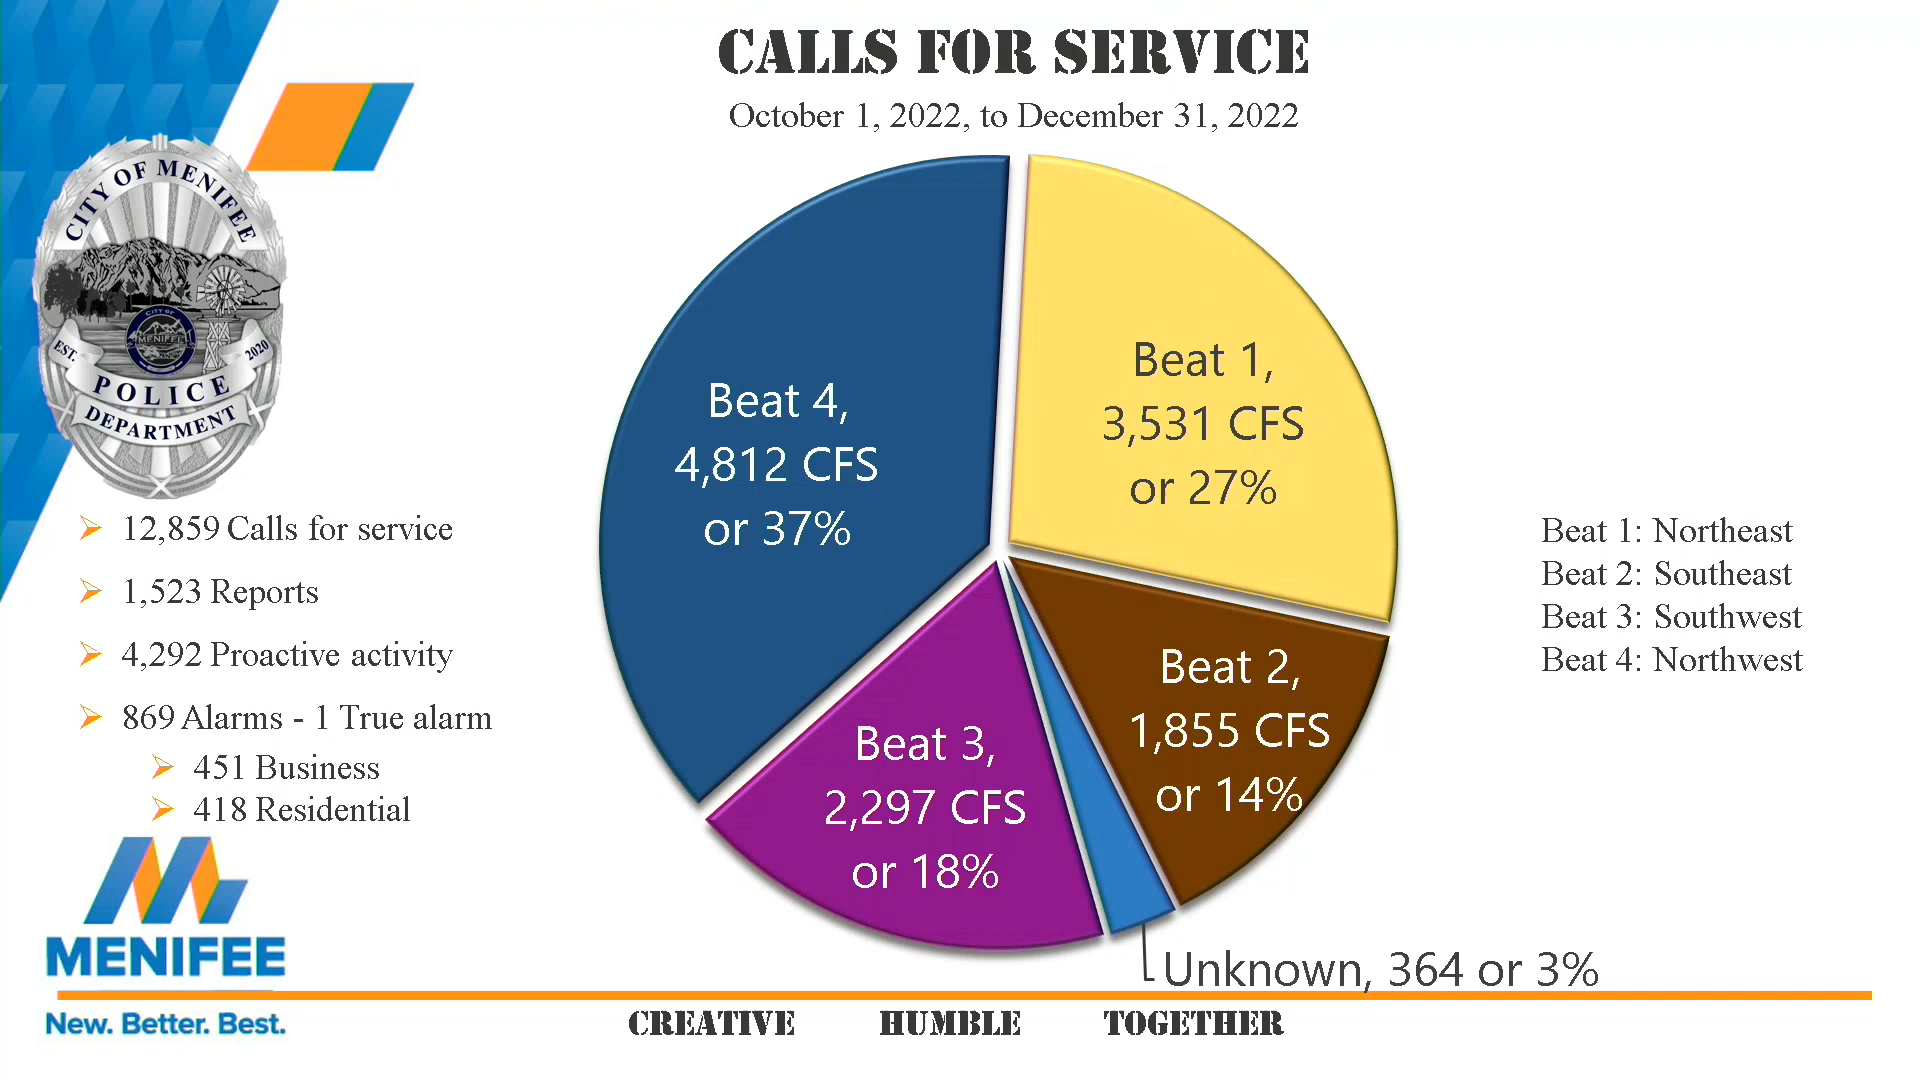 CALLS FOR SERVICE
October 1, 2022, to December 31, 2022
CITY OF MENIFEE
CITY OF
MENIFEE
EST.
2020
POLICE
DEPARTMENT
12,859 Calls for service
1,523 Reports
4,292 Proactive activity
869 Alarms - 1 True alarm
451 Business
418 Residential
Beat 4,
4,812 CFS
or 37%
Beat 1,
3,531 CFS
or 27%
Beat 2,
1,855 CFS
or 14%
Beat 3,
2,297 CFS
or 18%
Unknown, 364 or 3%
Beat 1: Northeast
Beat 2: Southeast
Beat 3: Southwest
Beat 4: Northwest
MENIFEE
New. Better. Best.
CREATIVE HUMBLE TOGETHER